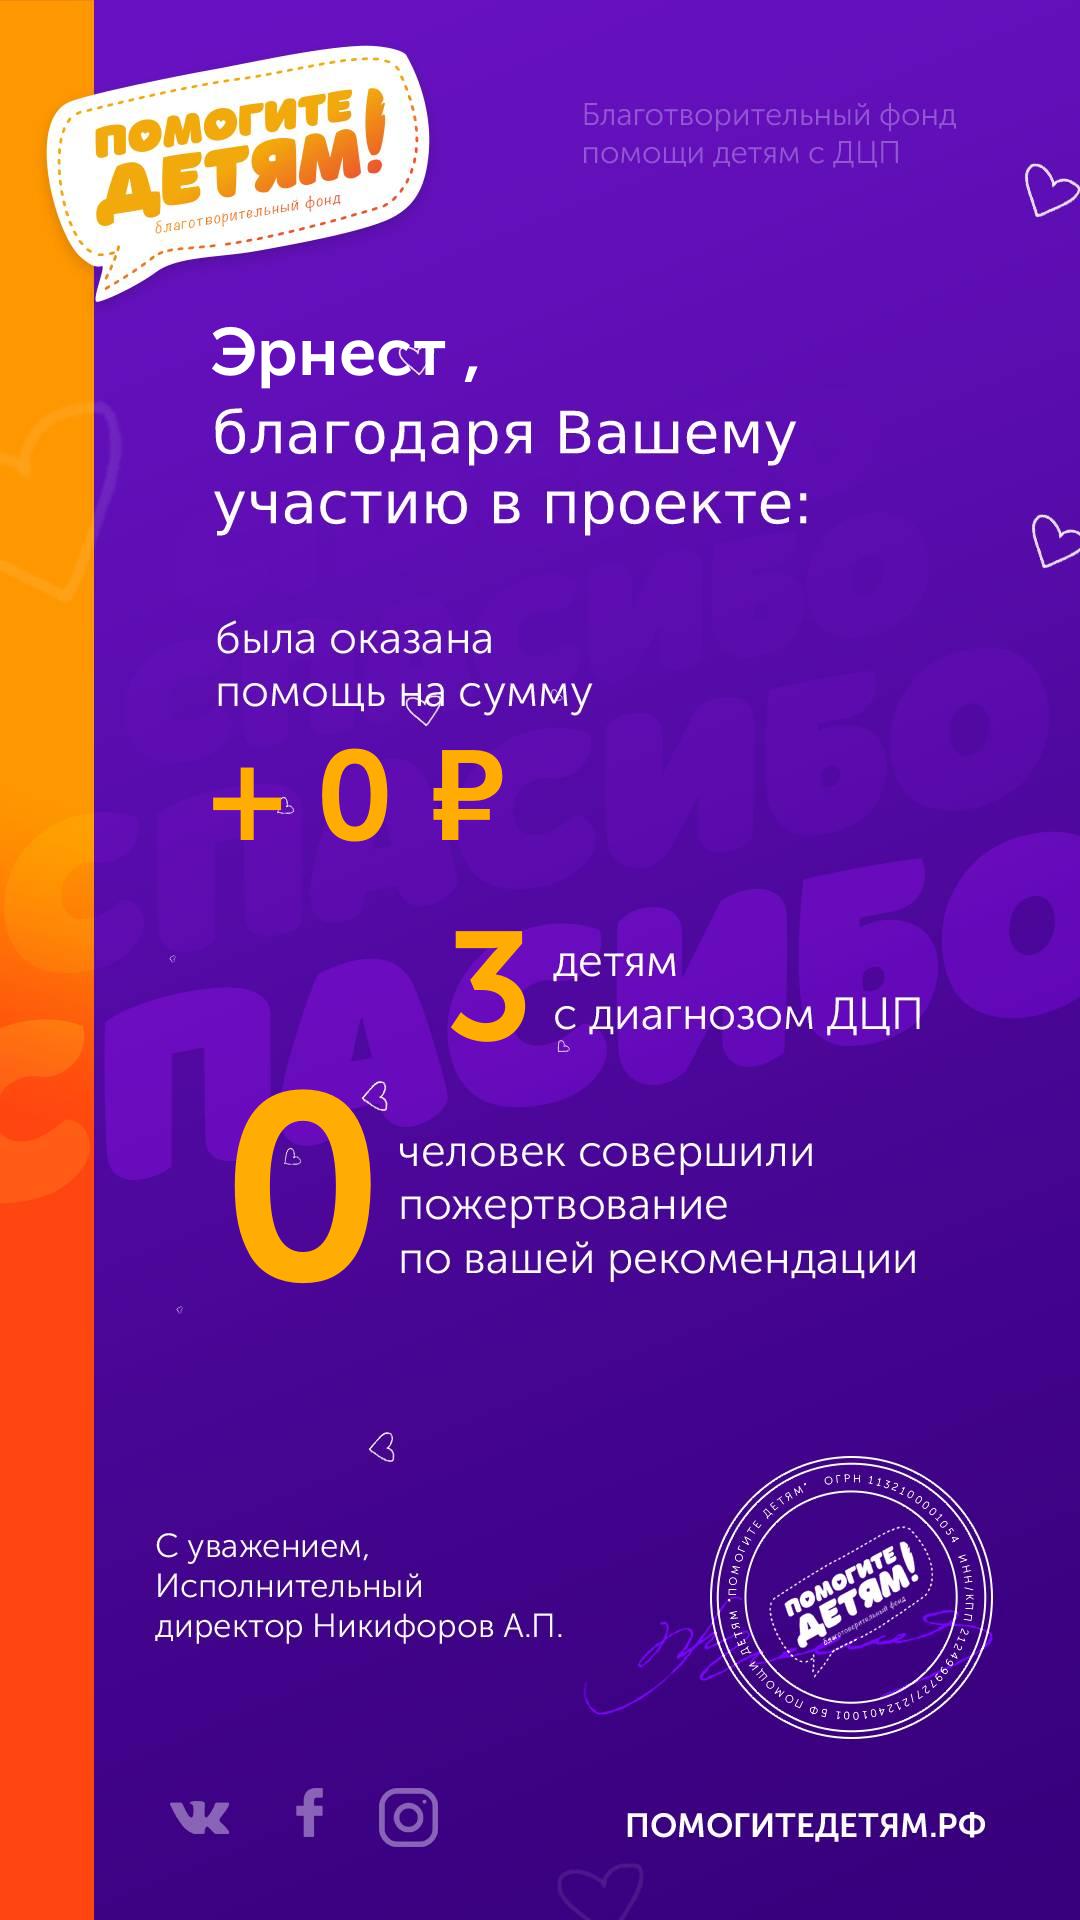 ПОМОГИТЕ
ДЕТЯМ!
благотворительный фонд
Благотворительный фонд
помощи детям с ДЦП
Эрнест ,
благодаря Вашему
участию в проекте:
была оказана
помощь на сумму
+ 0 ₽
3 детям
с диагнозом ДЦП
0 человек совершили
пожертвование
по вашей рекомендации
СПАСИБО
СПАСИБО
СПАСИБО
С уважением,
Исполнительный
директор Никифоров А.П.
БФ ПОМОЩИ ДЕТЯМ "ПОМОГИТЕ ДЕТЯМ" ОГРН 1132100001054 ИНН/КПП 2124999727/212401001
ПОМОГИТЕ
ДЕТЯМ!
благотворительный фонд
ПОМОГИТЕДЕТЯМ.РФ